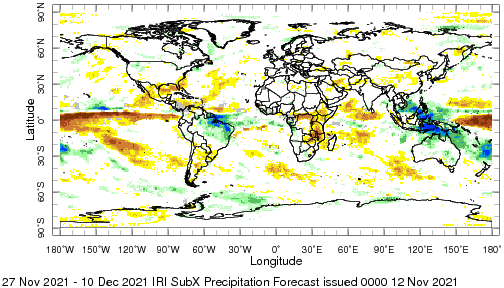 90°N
60°N
30°N
0°
30°S
60°S
90°S
Latitude
180°W 150°W 120°W 90°W 60°W 30°W 0° 30°E 60°E 90°E 120°E 150°E 180°
Longitude
27 Nov 2021 - 10 Dec 2021 IRI SubX Precipitation Forecast issued 0000 12 Nov 2021